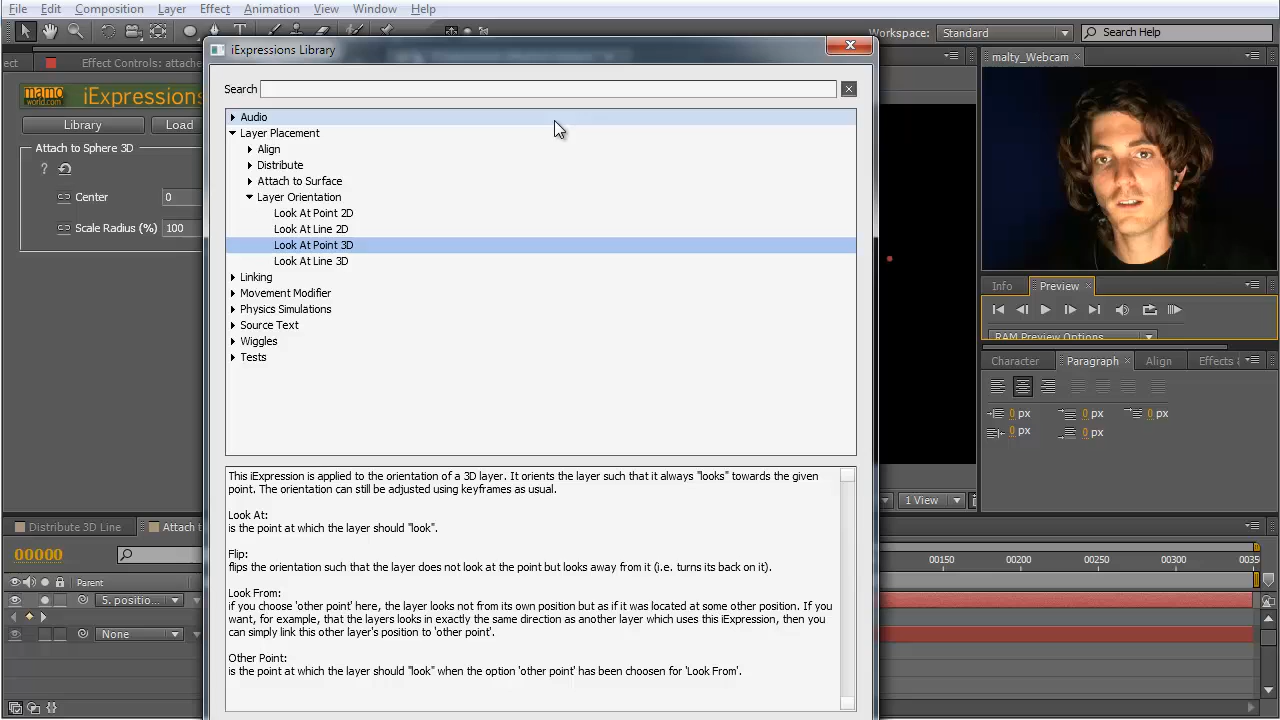 File Edit Composition Layer Effect Animation View Window Help
Workspace: Standard Search Help
iExpressions Library
ect Effect Controls: attache
malty_Webcam
mamo world.com iExpressions
Library Load
Attach to Sphere 3D
?
Center 0
Scale Radius (%) 100
Search
Audio
Layer Placement
Align
Distribute
Attach to Surface
Layer Orientation
Look At Point 2D
Look At Line 2D
Look At Point 3D
Look At Line 3D
Linking
Movement Modifier
Physics Simulations
Source Text
Wiggles
Tests
This iExpression is applied to the orientation of a 3D layer. It orients the layer such that it always "looks" towards the given
point. The orientation can still be adjusted using keyframes as usual.
Look At:
is the point at which the layer should "look".
Flip:
flips the orientation such that the layer does not look at the point but looks away from it (i.e. turns its back on it).
Look From:
if you choose 'other point' here, the layer looks not from its own position but as if it was located at some other position. If you
want, for example, that the layers looks in exactly the same direction as another layer which uses this iExpression, then you
can simply link this other layer's position to 'other point'.
Other Point:
is the point at which the layer should "look" when the option 'other point' has been choosen for 'Look From'.
Info Preview
RAM Preview Options
Character Paragraph Align Effects &
0 px 0 px 0 px
0 px 0 px
1 View
Distribute 3D Line Attach t
00000
Parent
5. positio...
None
00150 00200 00250 00300 0035